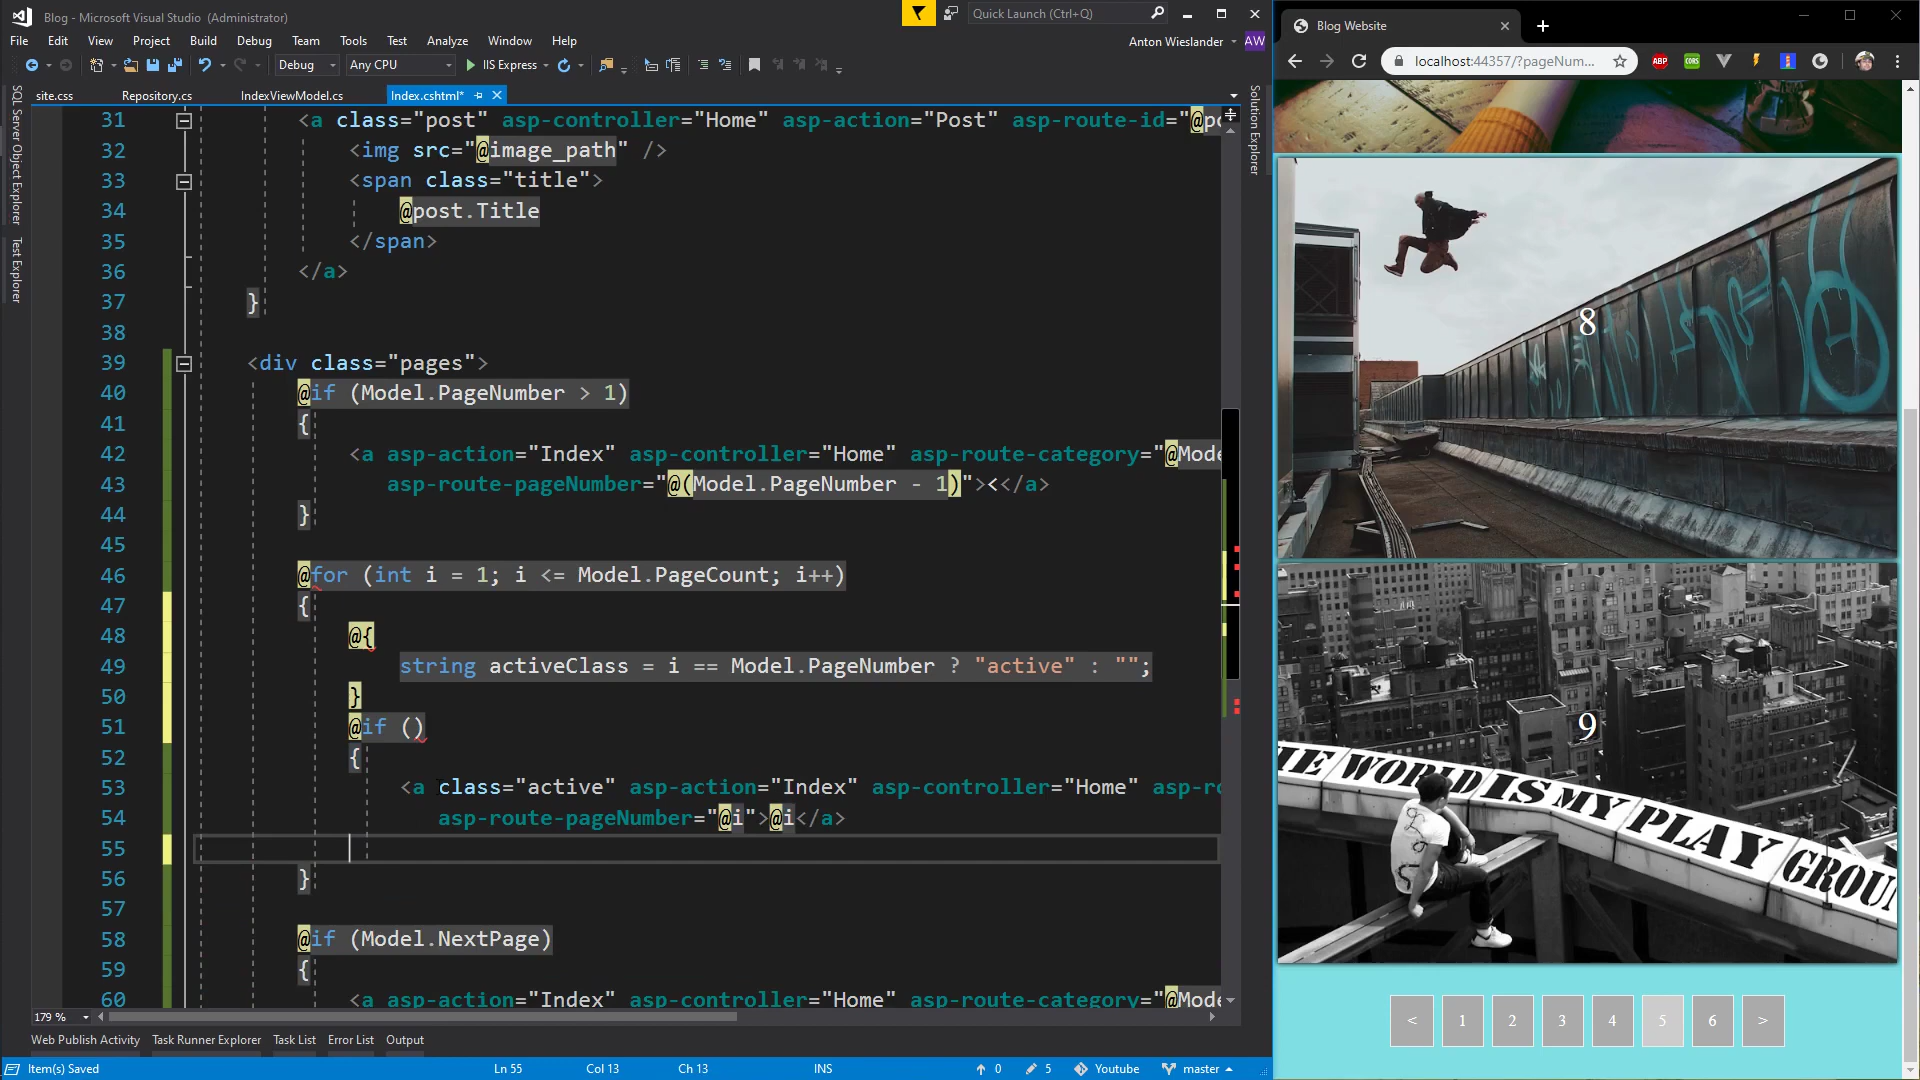 Blog - Microsoft Visual Studio (Administrator)
Quick Launch (Ctrl+Q)
File Edit View Project Build Debug Team Tools Test Analyze Window Help
Anton Wieslander AW
Debug Any CPU IIS Express
site.css Repository.cs IndexViewModel.cs Index.cshtml*
SQL Server Object Explorer
Test Explorer
Solution Explorer
31 <a class="post" asp-controller="Home" asp-action="Post" asp-route-id="@po
32 <img src="@image_path" />
33 <span class="title">
34 @post.Title
35 </span>
36 </a>
37 }
38
39 <div class="pages">
40 @if (Model.PageNumber > 1)
41 {
42 <a asp-action="Index" asp-controller="Home" asp-route-category="@Mode
43 asp-route-pageNumber="@(Model.PageNumber - 1)"><</a>
44 }
45
46 @for (int i = 1; i <= Model.PageCount; i++)
47 {
48 @{
49 string activeClass = i == Model.PageNumber ? "active" : "";
50 }
51 @if ()
52 {
53 <a class="active" asp-action="Index" asp-controller="Home" asp-ro
54 asp-route-pageNumber="@i">@i</a>
55
56 }
57
58 @if (Model.NextPage)
59 {
60 <a asp-action="Index" asp-controller="Home" asp-route-category="@Mode
179 %
Web Publish Activity Task Runner Explorer Task List Error List Output
Item(s) Saved Ln 55 Col 13 Ch 13 INS 0 5 Youtube master
Blog Website
localhost:44357/?pageNum...
ABP
CORS
8
9
HE WORLD IS MY PLAY GROUN
< 1 2 3 4 5 6 >